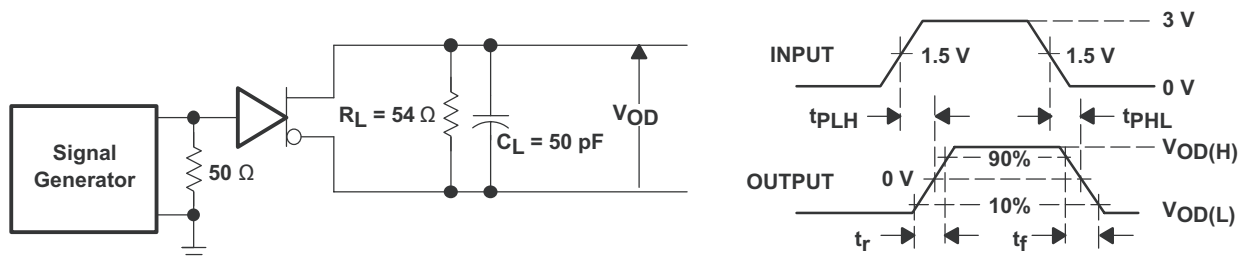 Signal
Generator
50 Ω
R_L = 54 Ω
C_L = 50 pF
V_OD
INPUT
3 V
1.5 V
1.5 V
0 V
t_PLH
t_PHL
OUTPUT
0 V
90%
10%
V_OD(H)
V_OD(L)
t_r
t_f